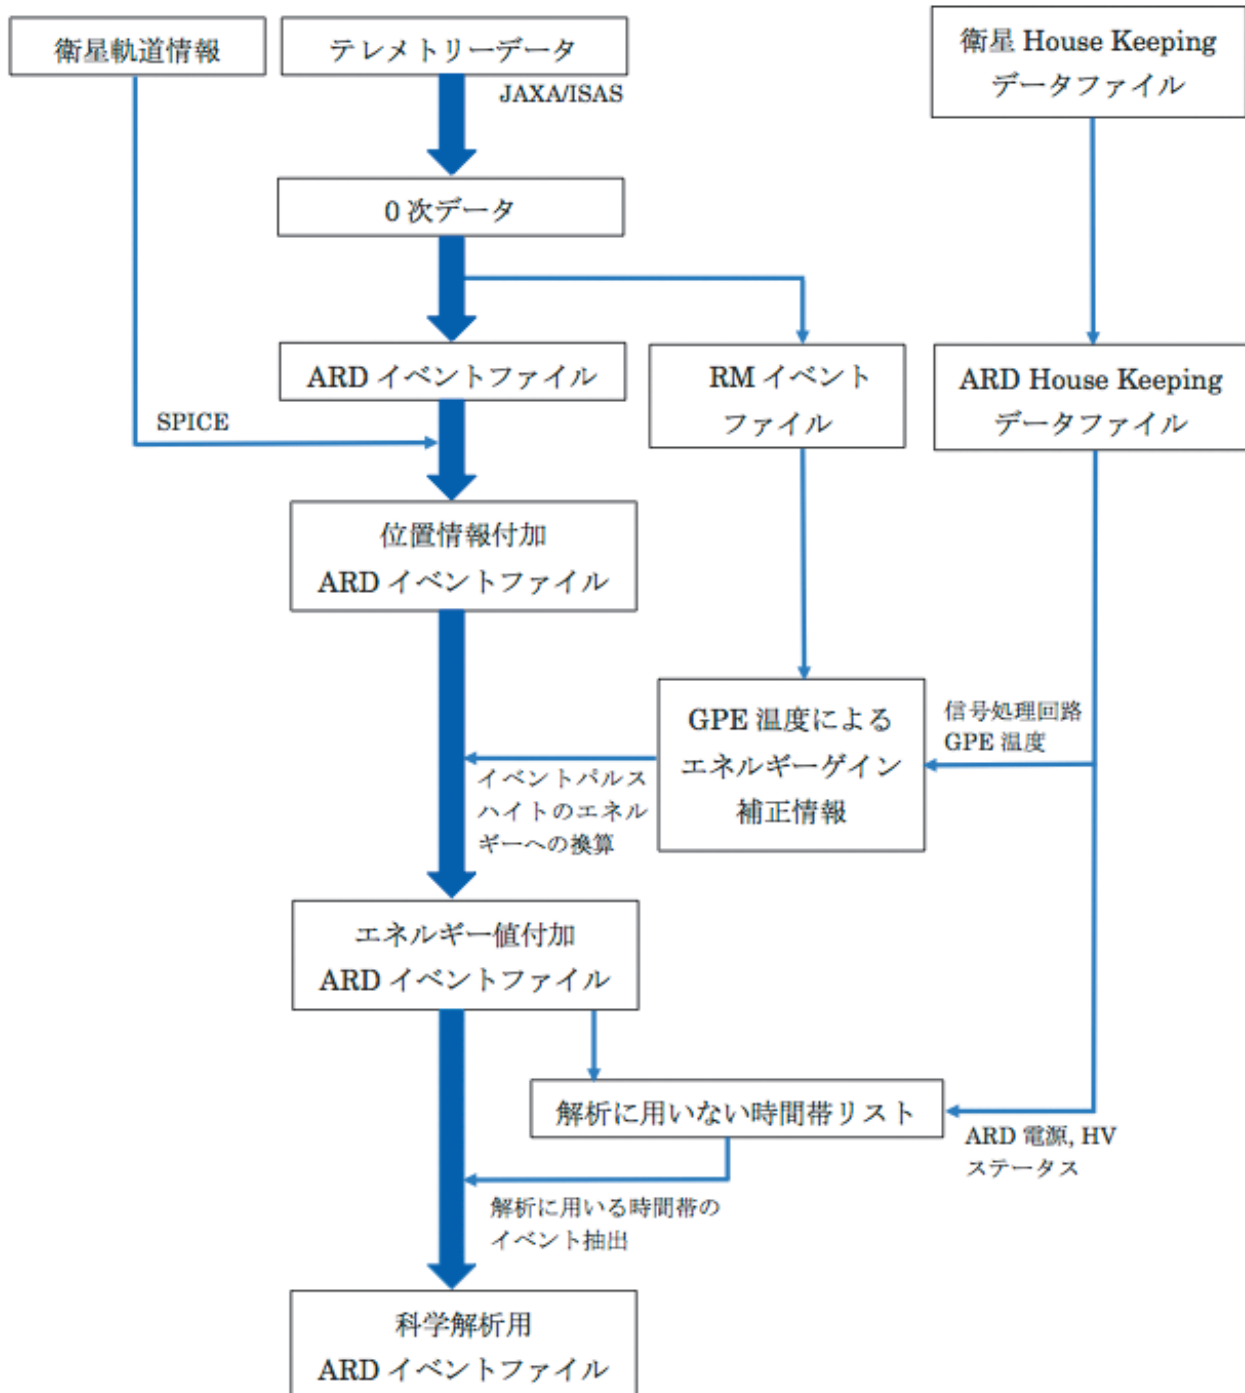 衛星軌道情報
テレメトリーデータ
衛星 House Keeping
データファイル
JAXA/ISAS
0 次データ
ARD イベントファイル
RM イベント
ファイル
ARD House Keeping
データファイル
SPICE
位置情報付加
ARD イベントファイル
GPE 温度による
エネルギーゲイン
補正情報
信号処理回路
GPE 温度
イベントパルス
ハイトのエネル
ギーへの換算
エネルギー値付加
ARD イベントファイル
解析に用いない時間帯リスト
ARD 電源, HV
ステータス
解析に用いる時間帯の
イベント抽出
科学解析用
ARD イベントファイル